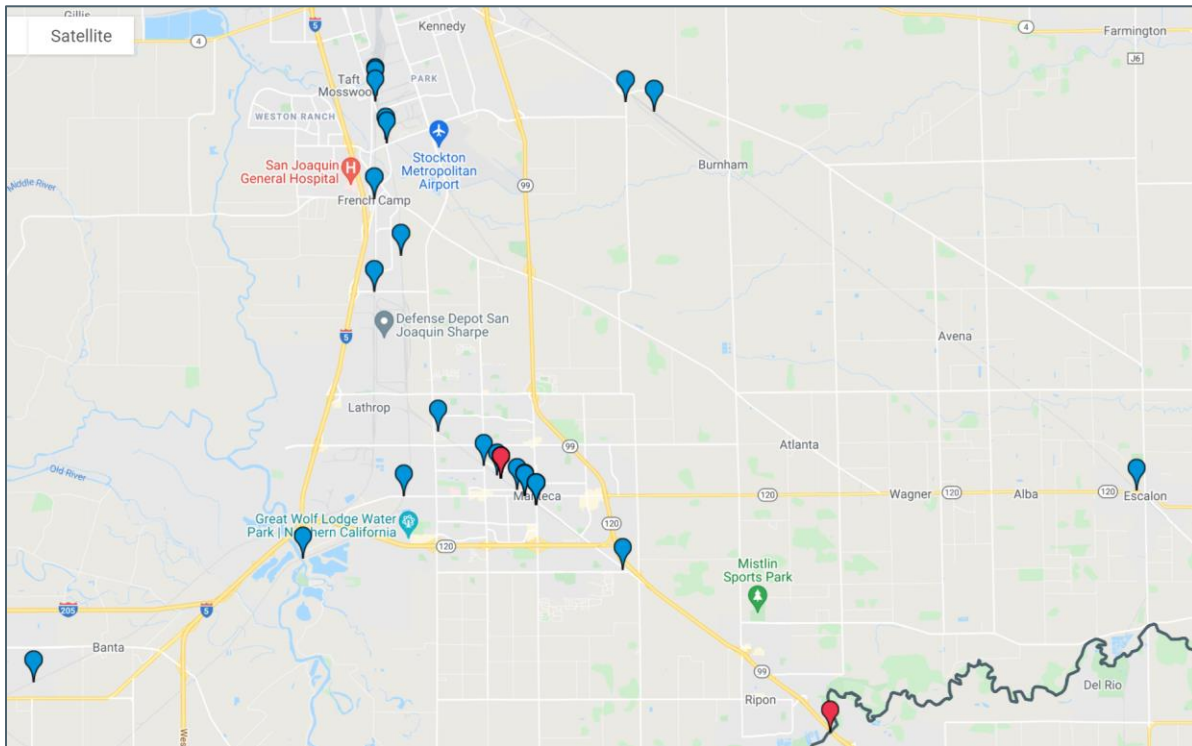 Gillis
Satellite
4
5
Kennedy
4
Farmington
J6
Taft
Mosswood
PARK
WESTON RANCH
San Joaquin
General Hospital
H
Stockton
Metropolitan
Airport
Burnham
99
Middle River
French Camp
Defense Depot San
Joaquin Sharpe
5
Avena
Lathrop
99
Atlanta
Old River
Manteca
120
Wagner
120
Alba
120
Escalon
Great Wolf Lodge Water
Park | Northern California
120
120
Mistlin
Sports Park
205
5
Banta
99
Ripon
Del Rio